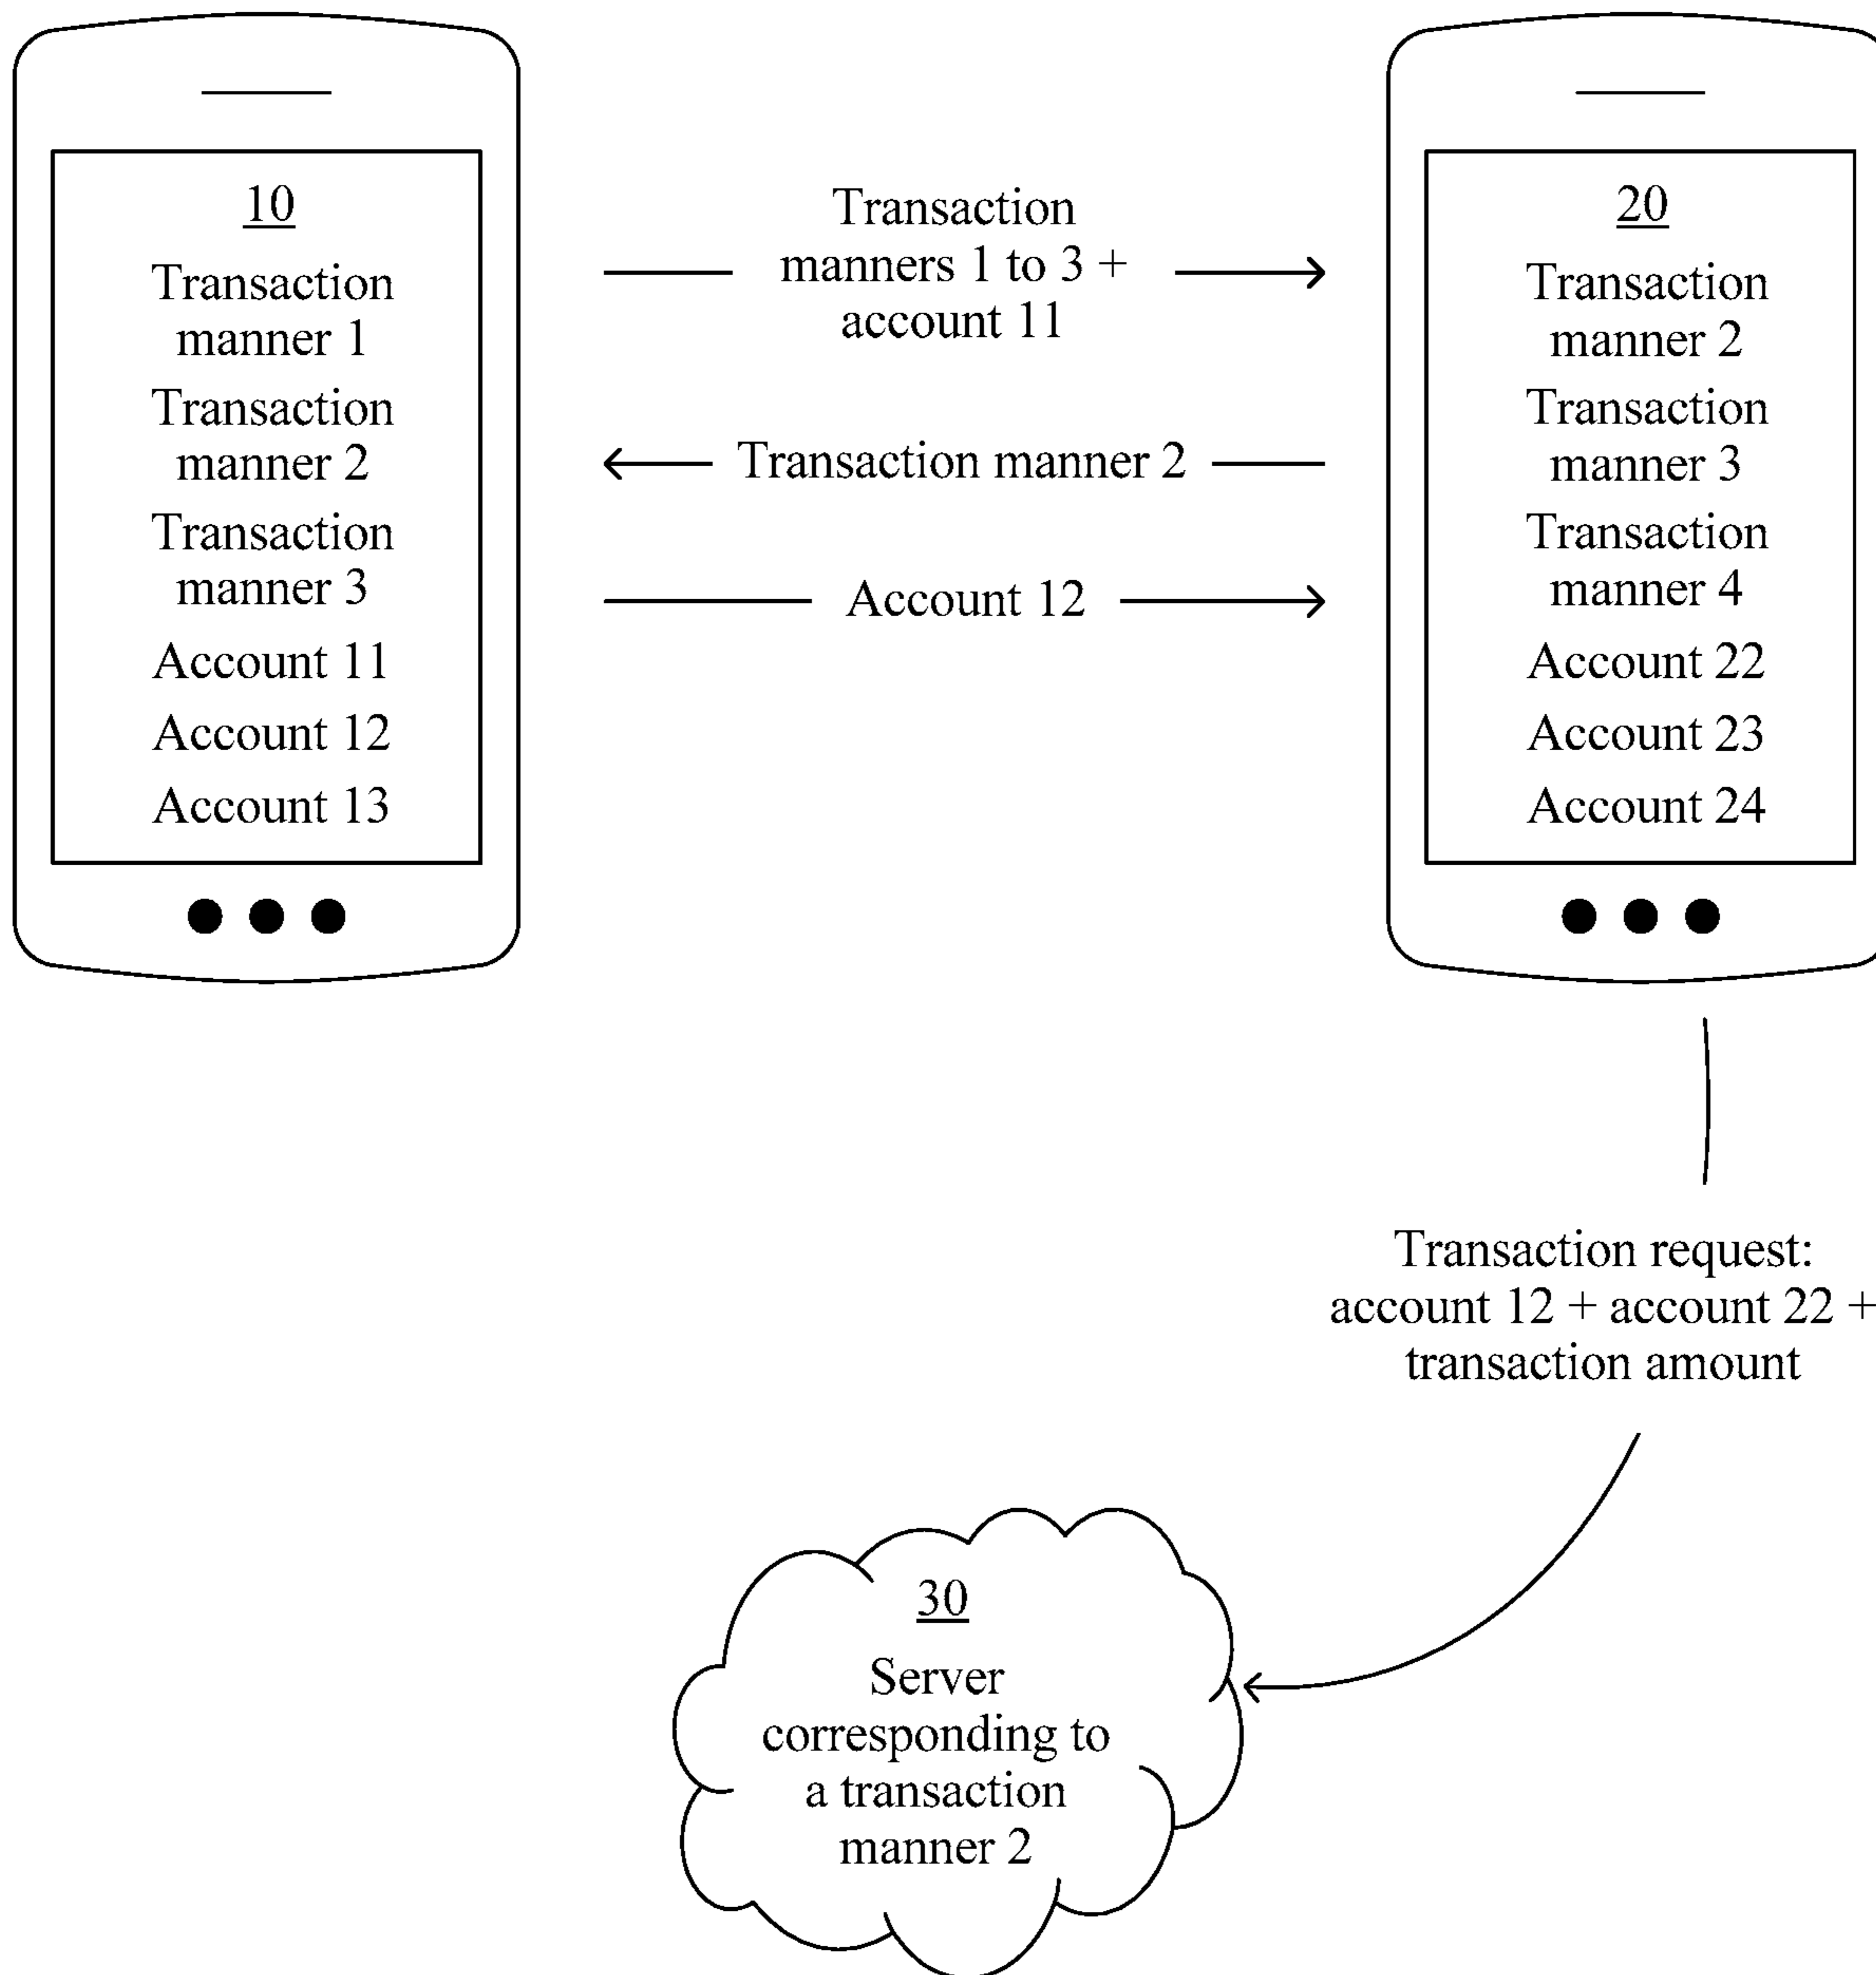 10
Transaction
manner 1
Transaction
manner 2
Transaction
manner 3
Account 11
Account 12
Account 13
Transaction
manners 1 to 3 +
account 11
Transaction manner 2
Account 12
20
Transaction
manner 2
Transaction
manner 3
Transaction
manner 4
Account 22
Account 23
Account 24
Transaction request:
account 12 + account 22 +
transaction amount
30
Server
corresponding to
a transaction
manner 2